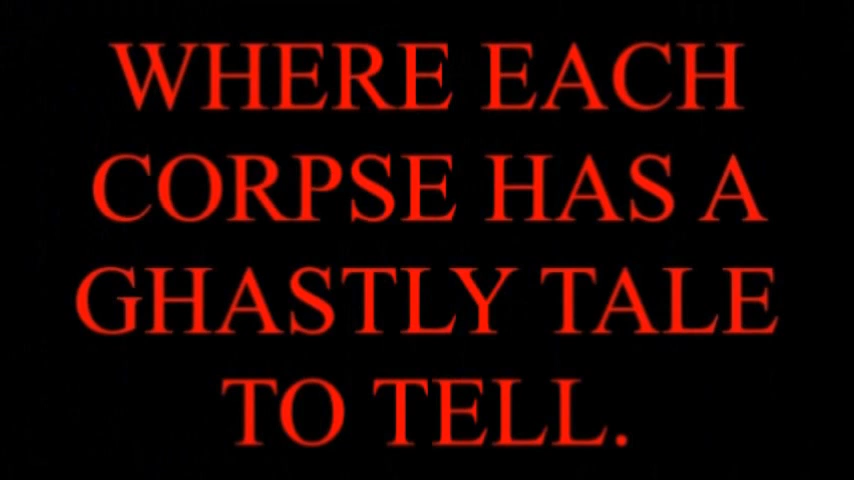 WHERE EACH
CORPSE HAS A
GHASTLY TALE
TO TELL.